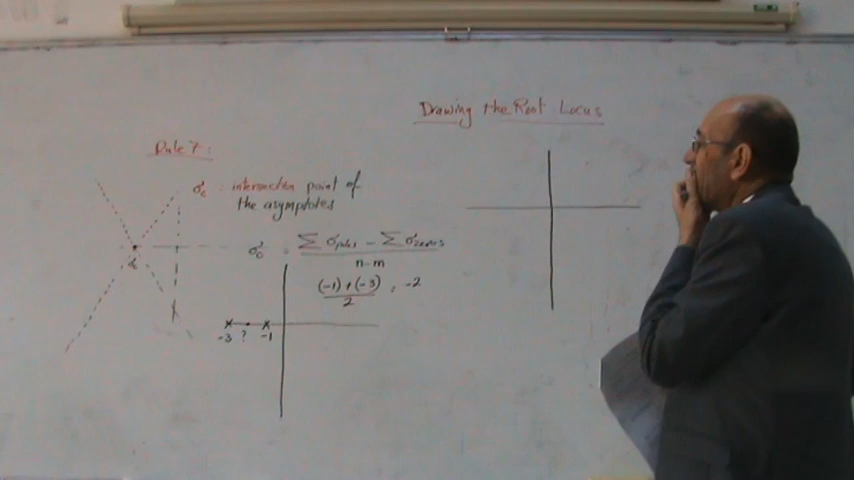 Drawing the Root Locus
Rule 7:
σ₀ : intersection point of
the asymptotes
σ₀
σ₀ = ∑ σpoles - ∑ σzeros
n-m
(-1) + (-3)
2
= -2
-3 ? -1